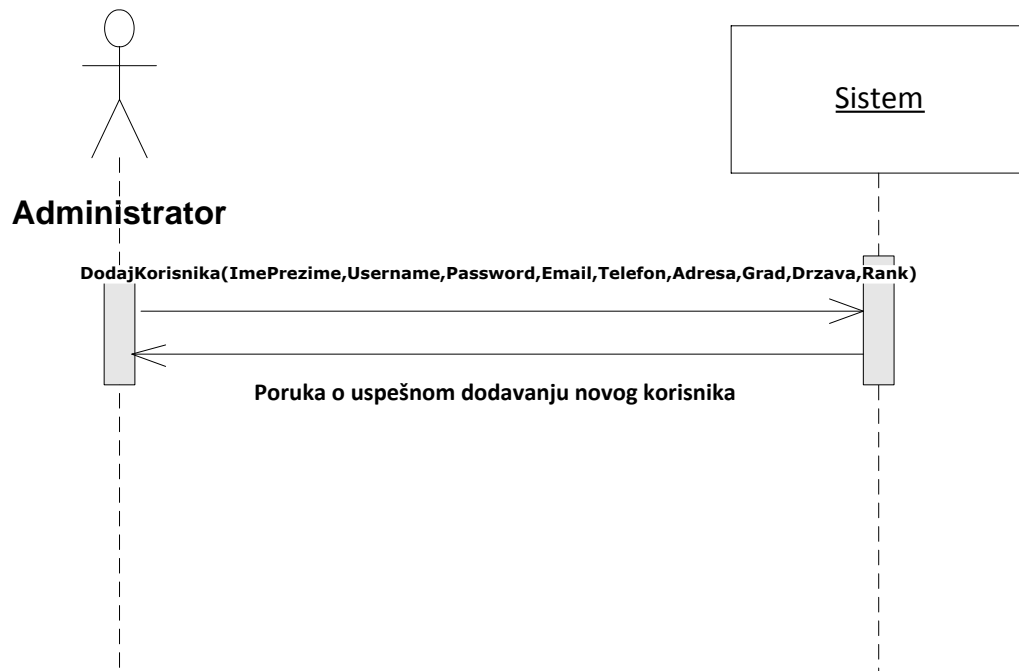 Sistem
Administrator
DodajKorisnika(ImePrezime,Username,Password,Email,Telefon,Adresa,Grad,Drzava,Rank)
Poruka o uspešnom dodavanju novog korisnika